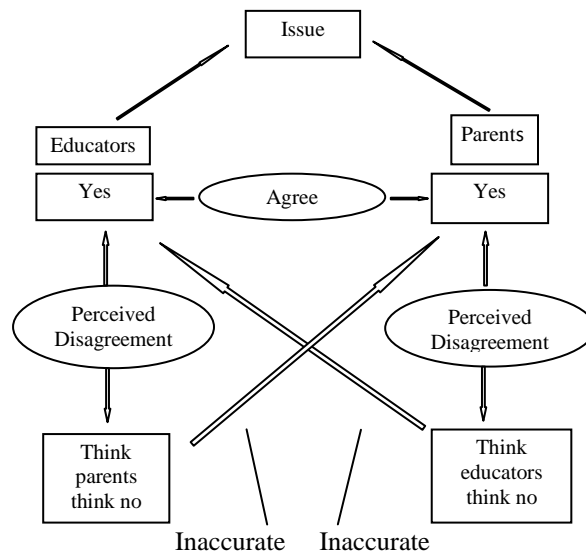 Issue
Educators
Parents
Yes
Agree
Yes
Perceived
Disagreement
Perceived
Disagreement
Think
parents
think no
Think
educators
think no
Inaccurate
Inaccurate